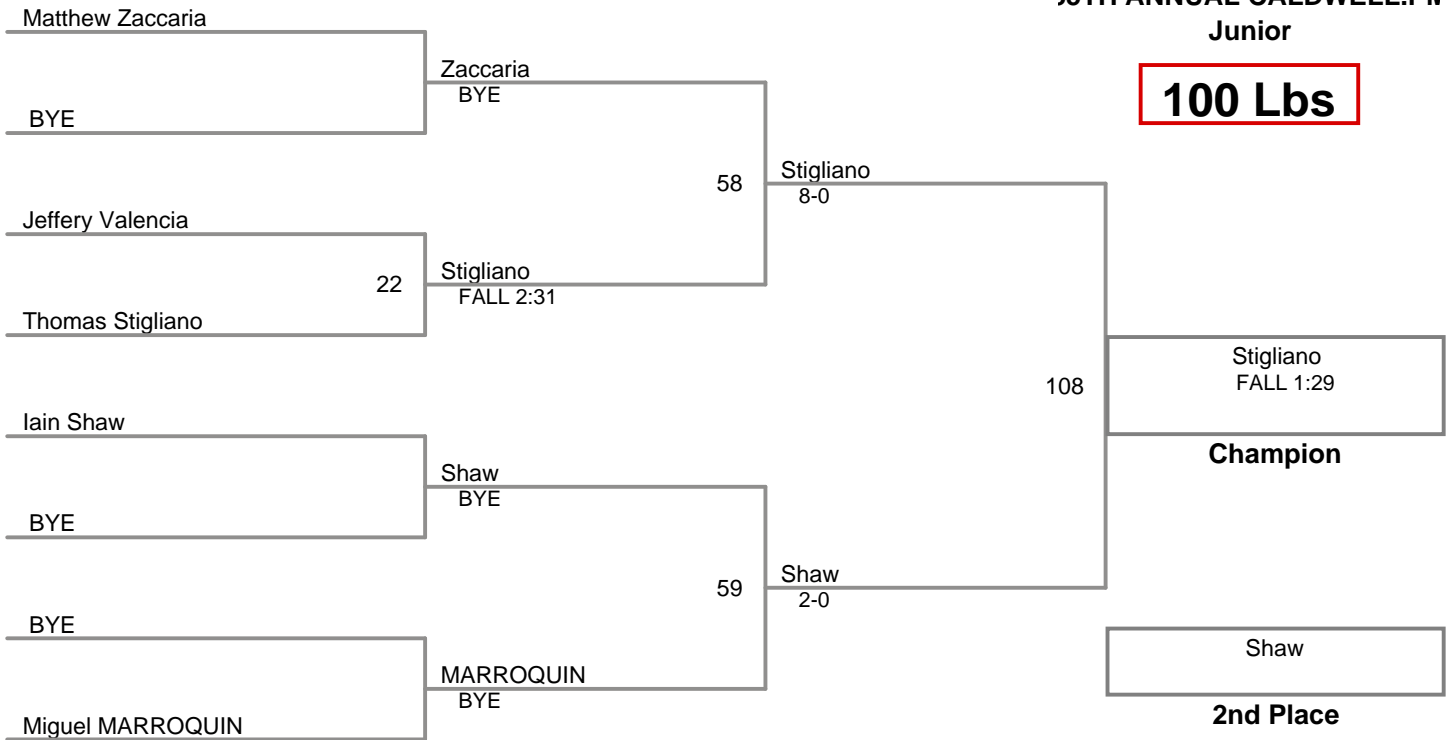 ANNUAL
Junior
100 Lbs
Matthew Zaccaria
Zaccaria
BYE
BYE
58
Stigliano
8-0
Jeffery Valencia
22
Stigliano
FALL 2:31
Thomas Stigliano
108
Stigliano
FALL 1:29
Champion
Iain Shaw
Shaw
BYE
BYE
59
Shaw
2-0
BYE
MARROQUIN
BYE
Miguel MARROQUIN
Shaw
2nd Place